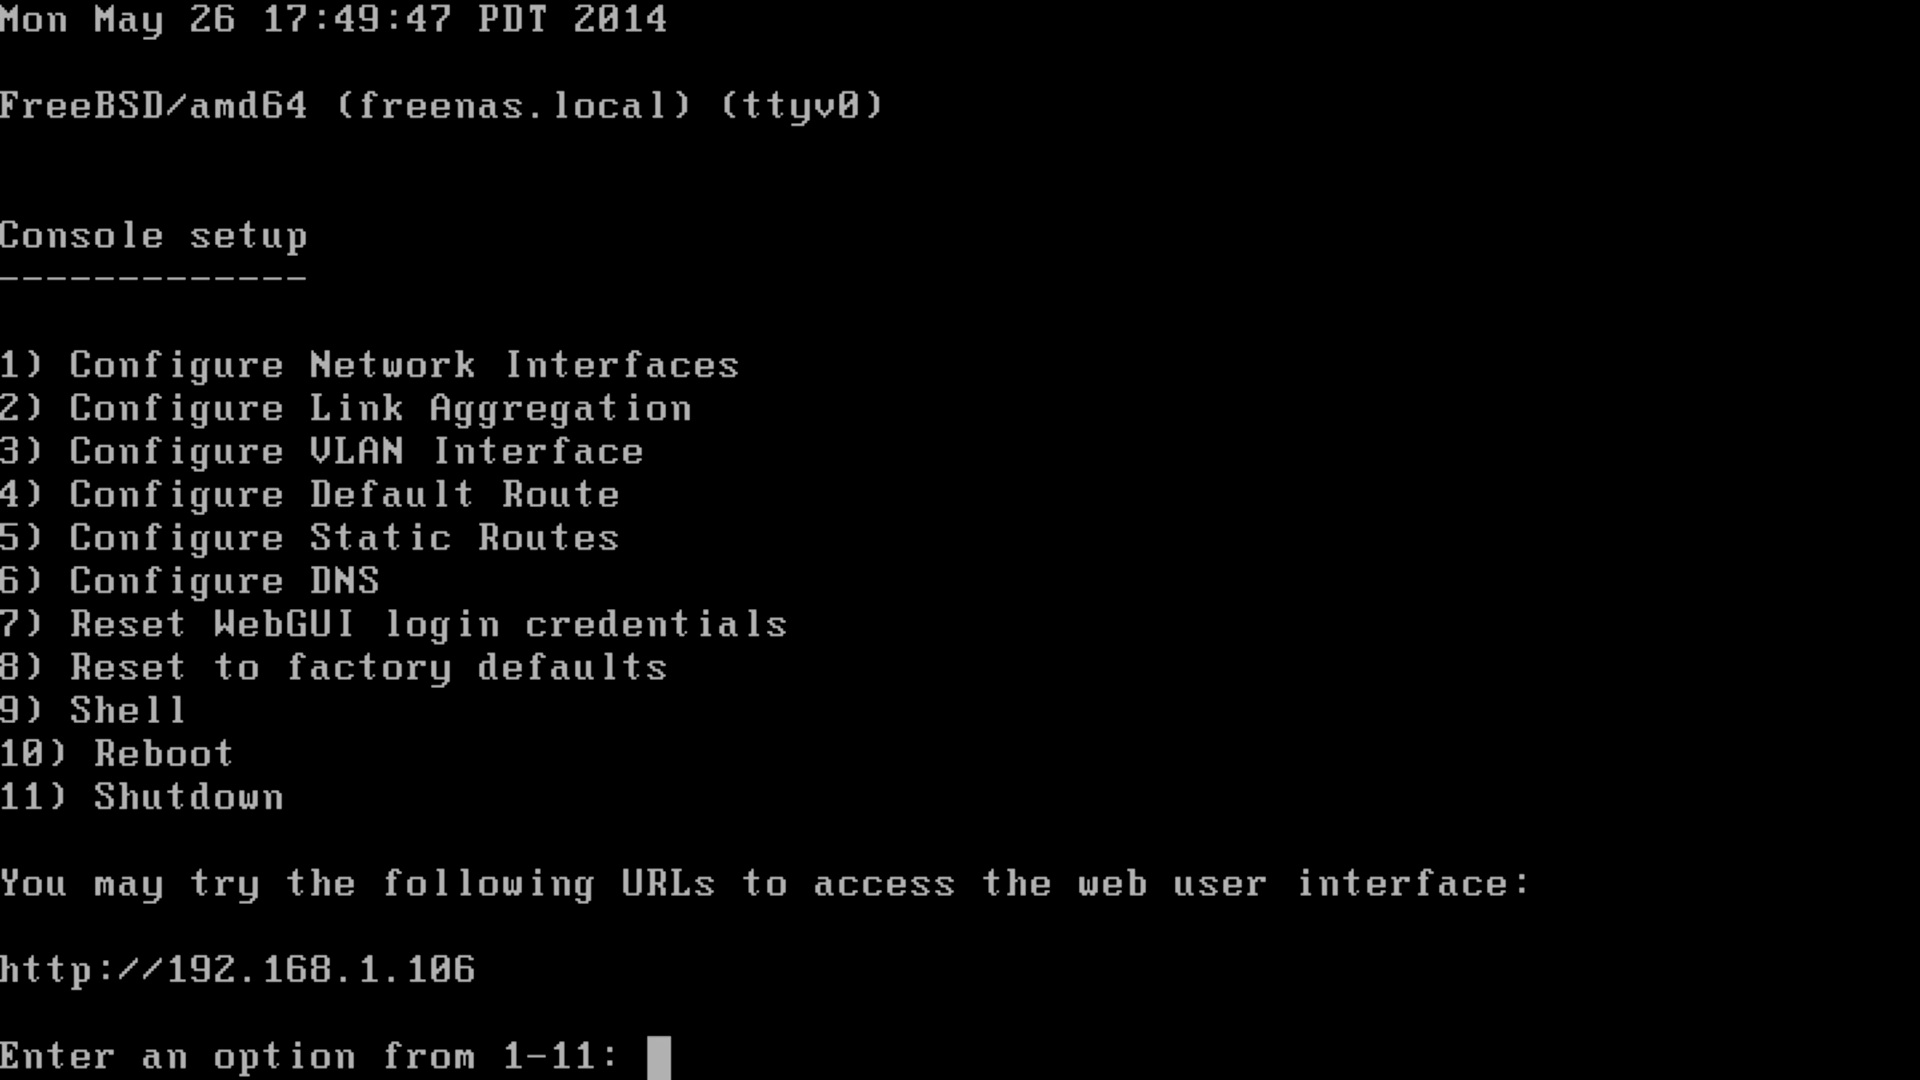 Mon May 26 17:49:47 PDT 2014
FreeBSD/amd64 (freenas.local) (ttyv0)
Console setup
-------------
1) Configure Network Interfaces
2) Configure Link Aggregation
3) Configure VLAN Interface
4) Configure Default Route
5) Configure Static Routes
6) Configure DNS
7) Reset WebGUI login credentials
8) Reset to factory defaults
9) Shell
10) Reboot
11) Shutdown
You may try the following URLs to access the web user interface:
http://192.168.1.106
Enter an option from 1-11: